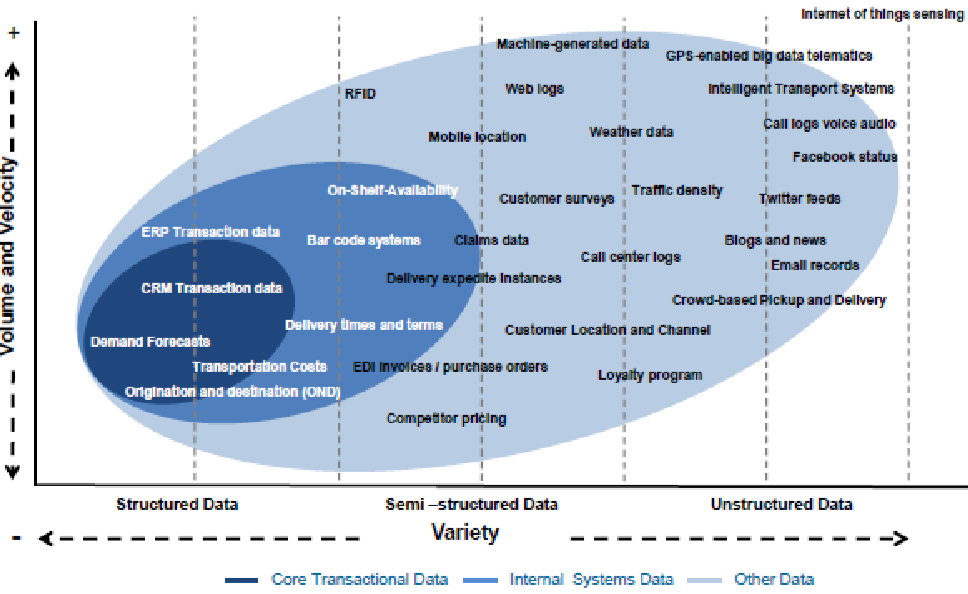 Internet of things sensing
+
Machine-generated data
GPS-enabled big data telematics
RFID
Web logs
Intelligent Transport Systems
Mobile location
Weather data
Call logs voice audio
Facebook status
On-Shelf-Availability
Customer surveys
Traffic density
Twitter feeds
ERP Transaction data
Bar code systems
Claims data
Call center logs
Blogs and news
Email records
CRM Transaction data
Delivery expedite instances
Crowd-based Pickup and Delivery
Delivery times and terms
Customer Location and Channel
Demand Forecasts
Transportation Costs
EDI invoices / purchase orders
Loyalty program
Origination and destination (OND)
Competitor pricing
Volume and Velocity
Structured Data
Semi –structured Data
Unstructured Data
-
Variety
Core Transactional Data
Internal Systems Data
Other Data